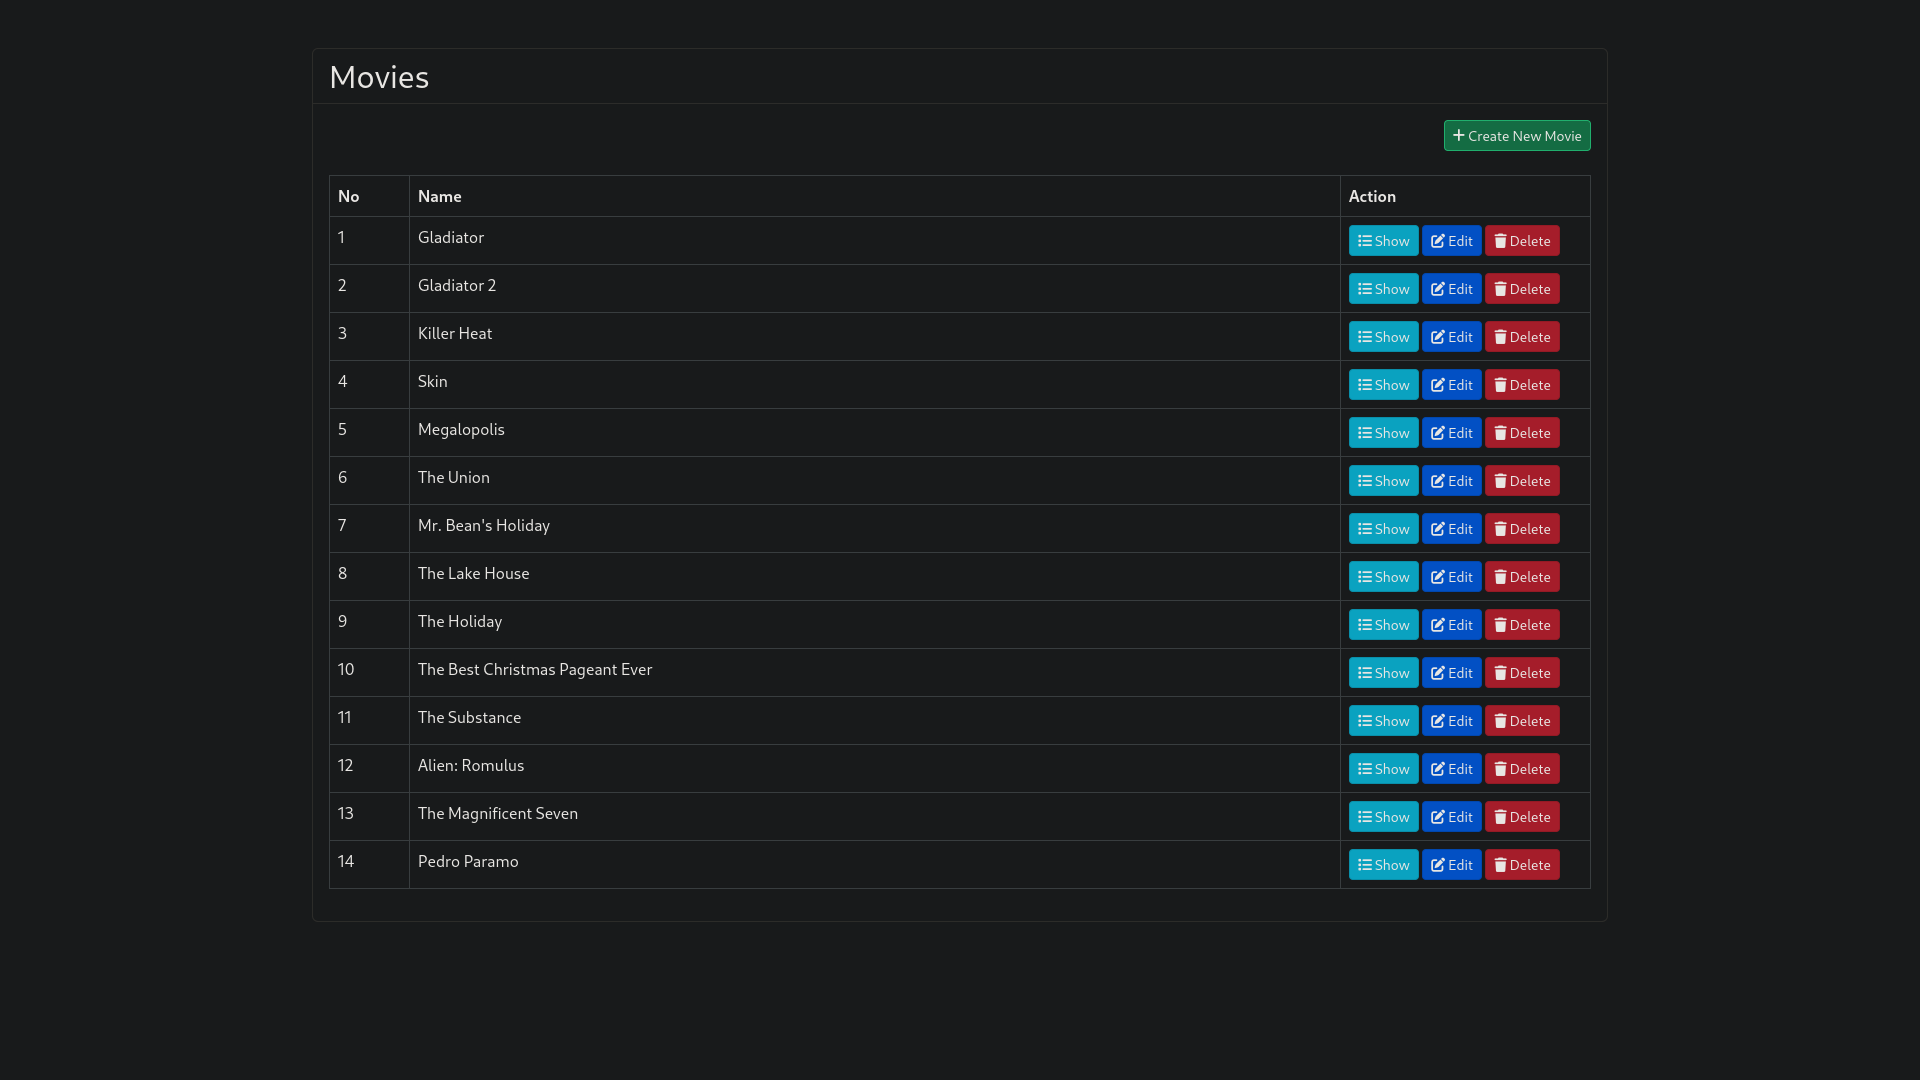 Movies
Create New Movie
No Name Action
1 Gladiator Show Edit Delete
2 Gladiator 2 Show Edit Delete
3 Killer Heat Show Edit Delete
4 Skin Show Edit Delete
5 Megalopolis Show Edit Delete
6 The Union Show Edit Delete
7 Mr. Bean's Holiday Show Edit Delete
8 The Lake House Show Edit Delete
9 The Holiday Show Edit Delete
10 The Best Christmas Pageant Ever Show Edit Delete
11 The Substance Show Edit Delete
12 Alien: Romulus Show Edit Delete
13 The Magnificent Seven Show Edit Delete
14 Pedro Paramo Show Edit Delete